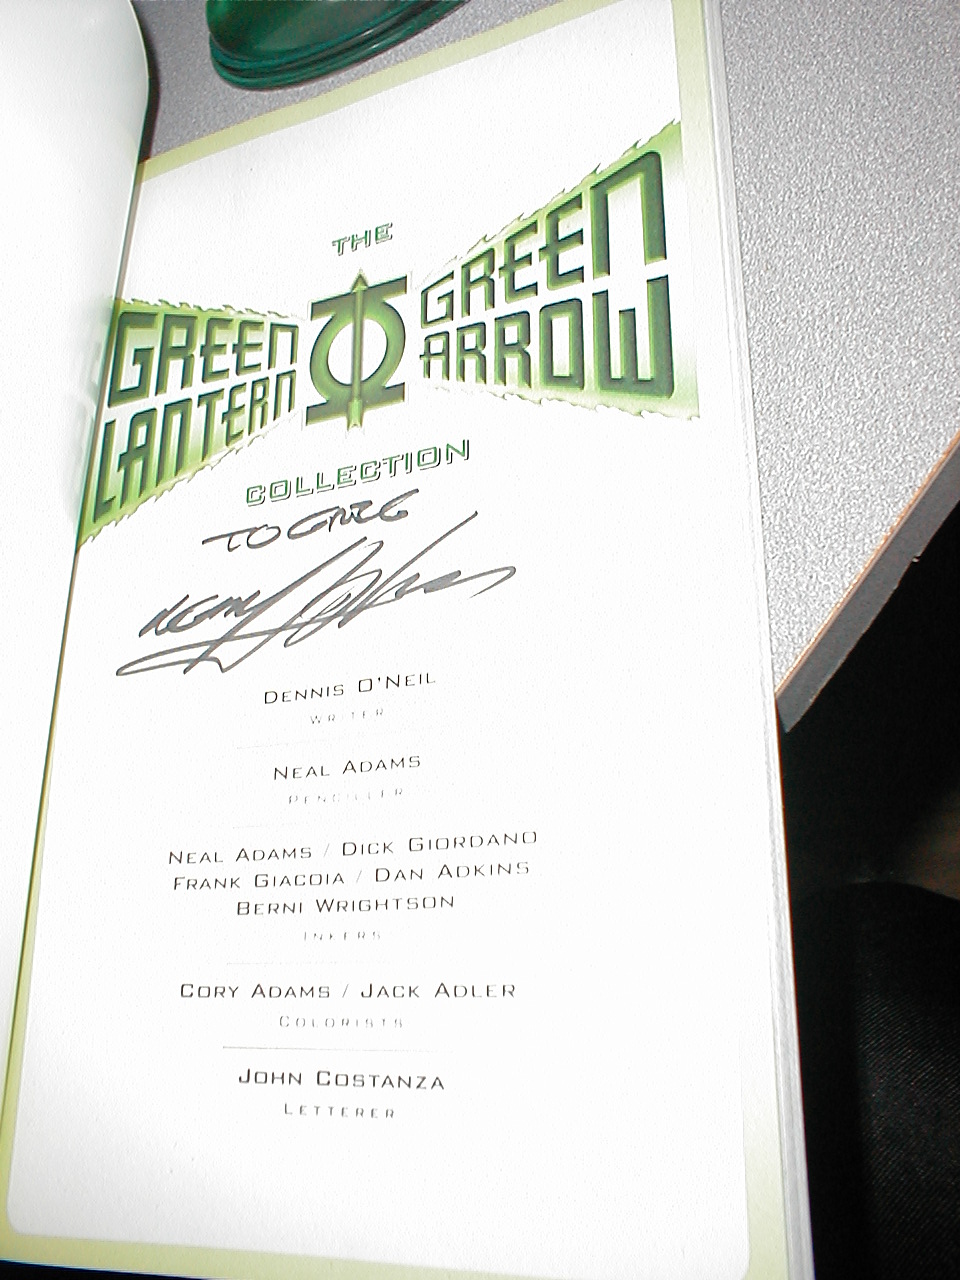 THE
GREEN LANTERN
GREEN ARROW
COLLECTION
TO GREG
DENNIS O'NEIL
WRITER
NEAL ADAMS
PENCILLER
NEAL ADAMS / DICK GIORDANO
FRANK GIACOIA / DAN ADKINS
BERNI WRIGHTSON
INKERS
CORY ADAMS / JACK ADLER
COLORISTS
JOHN COSTANZA
LETTERER